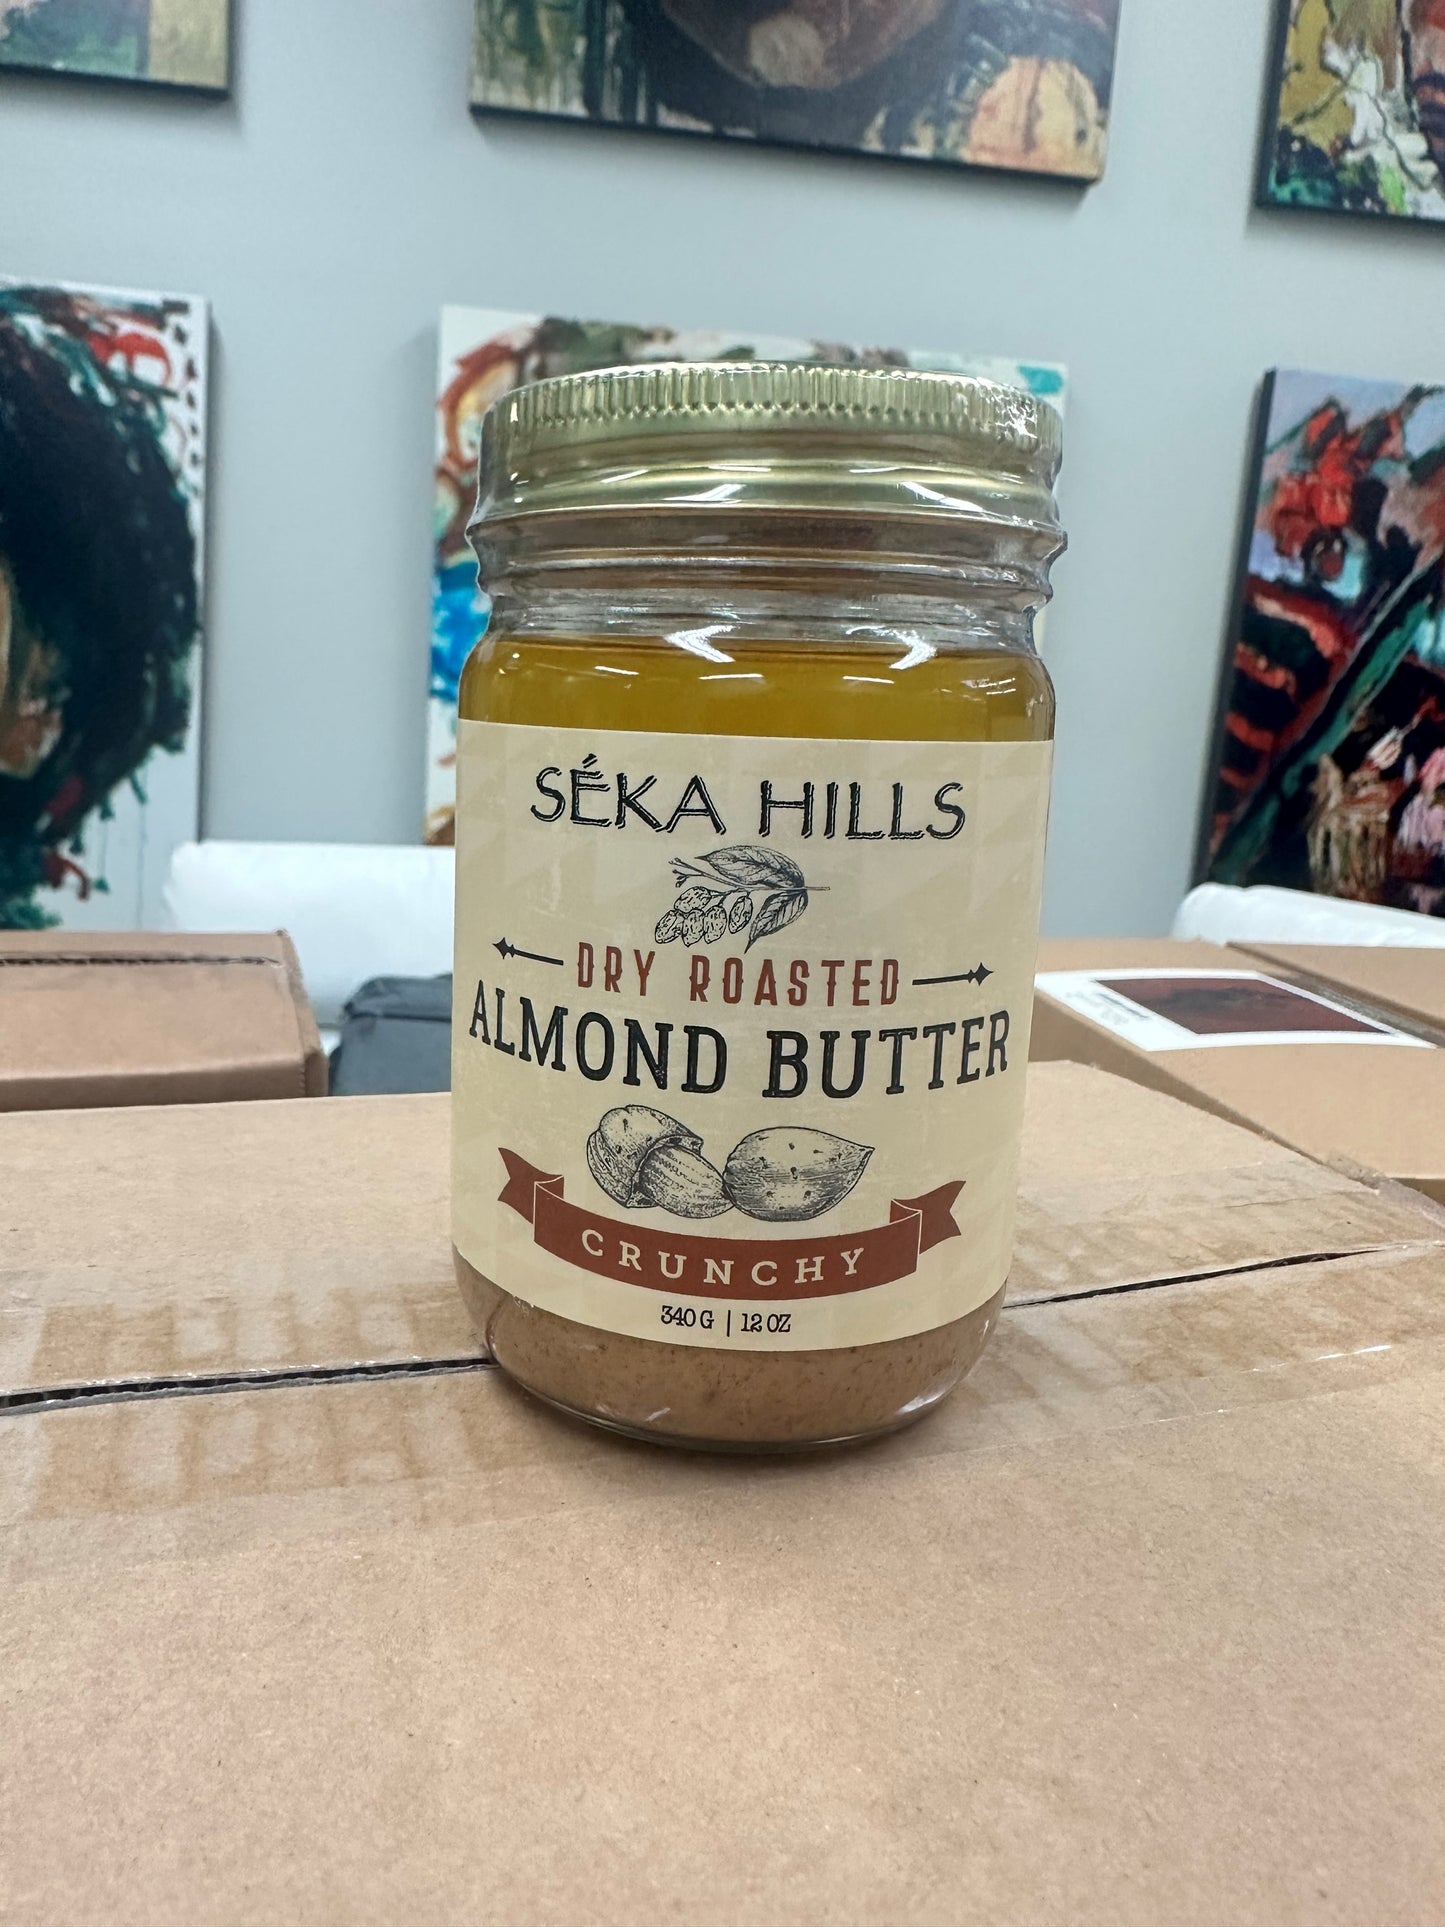 SÉKA HILLS
DRY ROASTED
ALMOND BUTTER
CRUNCHY
340 G | 12 OZ